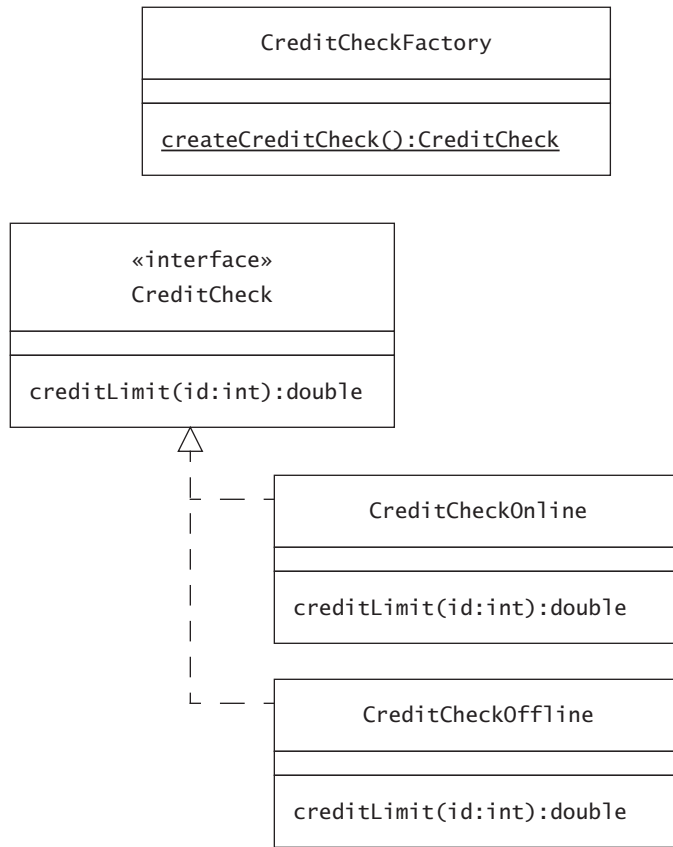 CreditCheckFactory
createCreditCheck():CreditCheck
«interface»
CreditCheck
creditLimit(id:int):double
CreditCheckOnline
creditLimit(id:int):double
CreditCheckOffline
creditLimit(id:int):double